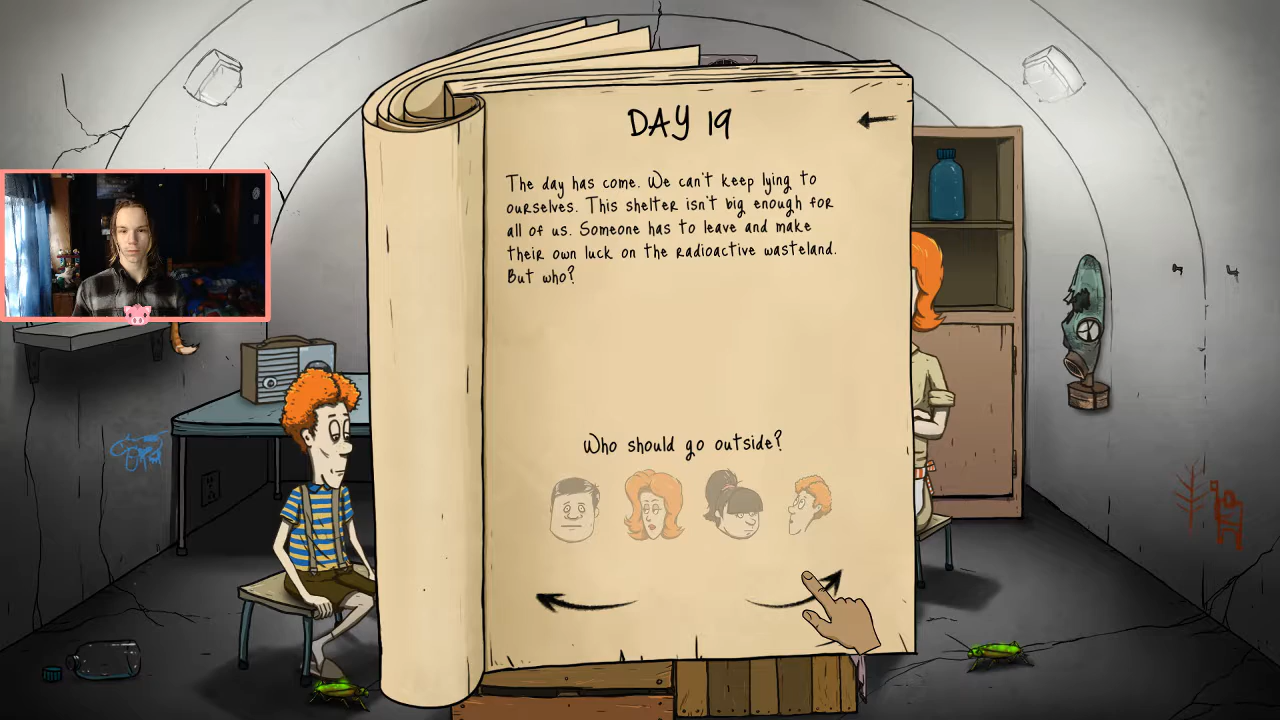 DAY 19
The day has come. We can't keep lying to
ourselves. This shelter isn't big enough for
all of us. Someone has to leave and make
their own luck on the radioactive wasteland.
But who?
Who should go outside?